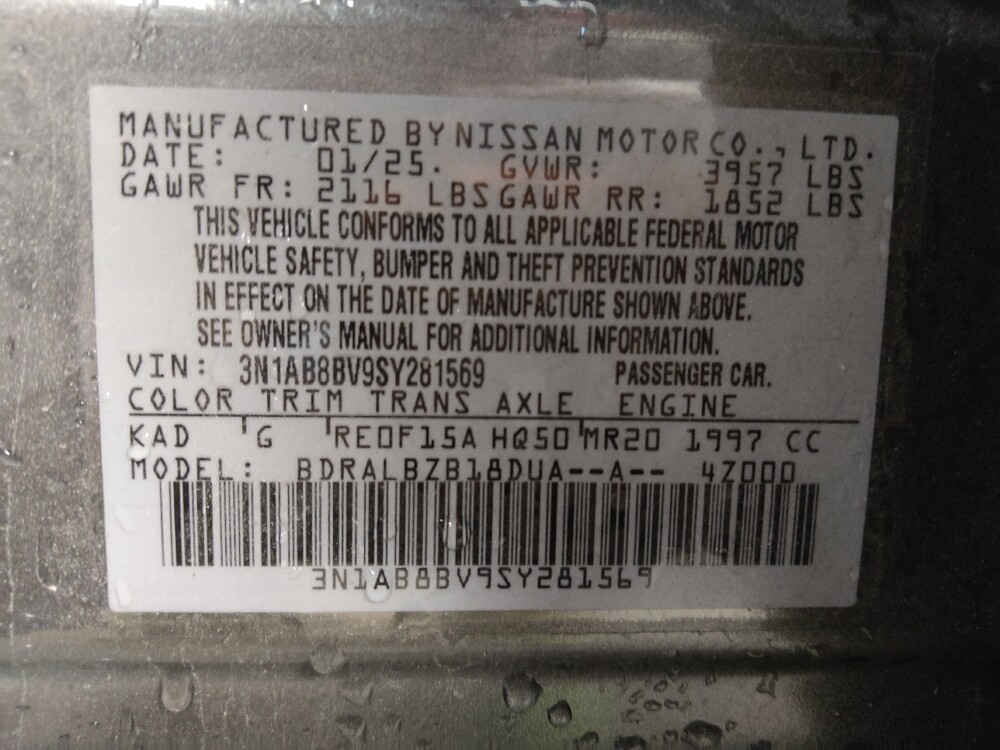 MANUFACTURED BY NISSAN MOTOR CO., LTD.
DATE: 01/25. GVWR: 3957 LBS
GAWR FR: 2116 LBS GAWR RR: 1852 LBS
THIS VEHICLE CONFORMS TO ALL APPLICABLE FEDERAL MOTOR
VEHICLE SAFETY, BUMPER AND THEFT PREVENTION STANDARDS
IN EFFECT ON THE DATE OF MANUFACTURE SHOWN ABOVE.
SEE OWNER'S MANUAL FOR ADDITIONAL INFORMATION.
VIN: 3N1AB8BV9SY281569 PASSENGER CAR.
COLOR TRIM TRANS AXLE ENGINE
KAD G RE0F15A HQ50 MR20 1997 CC
MODEL: BDRALBZB18DUA--A-- 4Z000
3N1AB8BV9SY281569